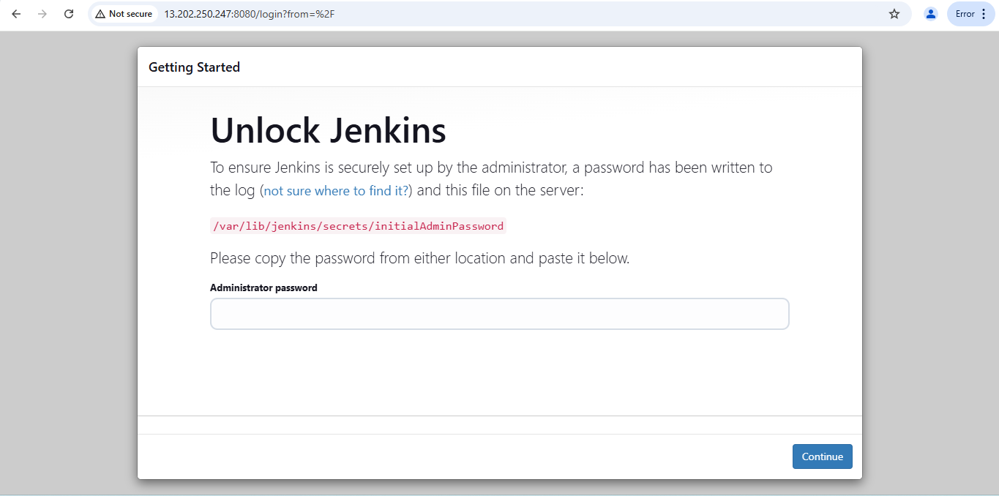 Not secure 13.202.250.247:8080/login?from=%2F Error
Getting Started
Unlock Jenkins
To ensure Jenkins is securely set up by the administrator, a password has been written to
the log (not sure where to find it?) and this file on the server:
/var/lib/jenkins/secrets/initialAdminPassword
Please copy the password from either location and paste it below.
Administrator password
Continue